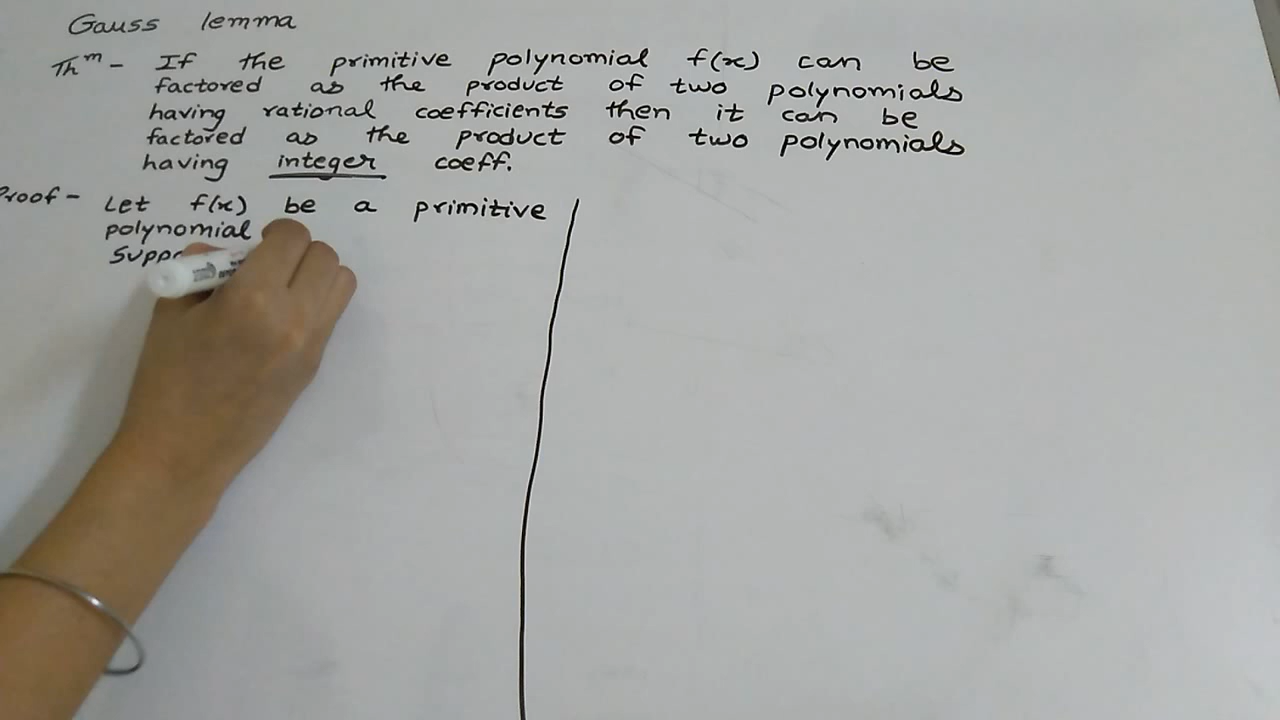 Gauss lemma
Thm - If the primitive polynomial f(x) can be
factored as the product of two polynomials
having rational coefficients then it can be
factored as the product of two polynomials
having integer coeff.
Proof - Let f(x) be a primitive
polynomial